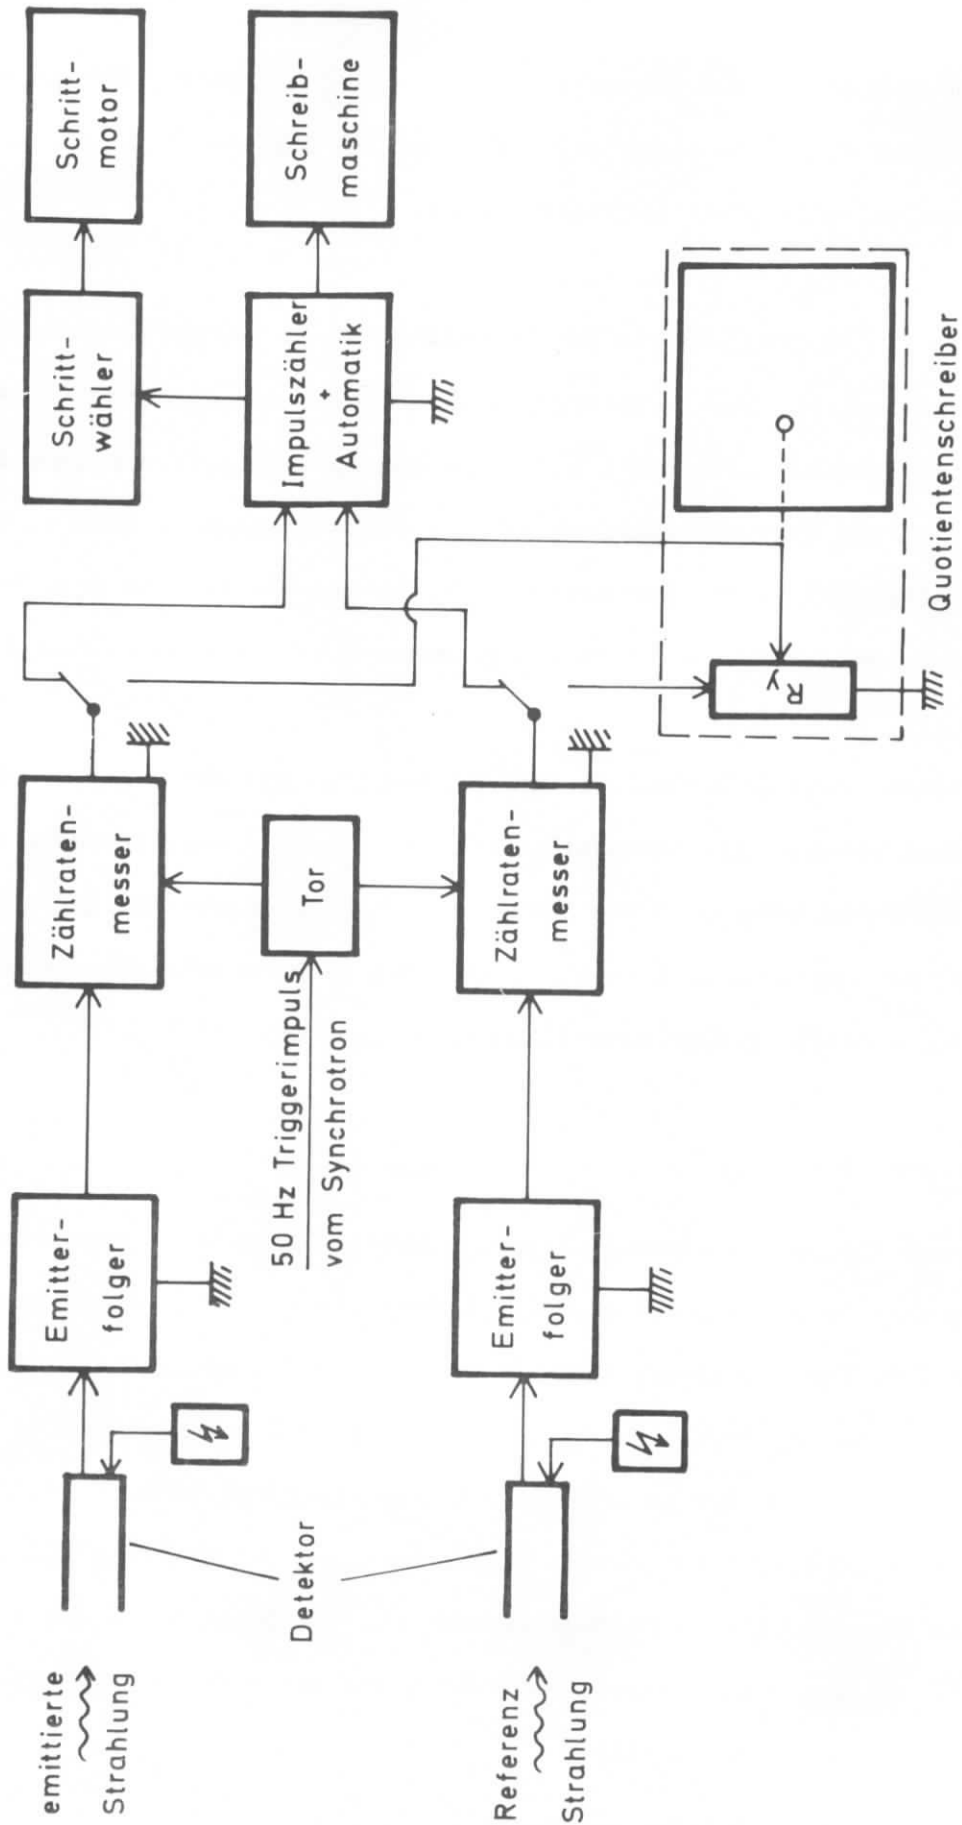 emittierte
Strahlung
Detektor
Emitter-
folger
Zählraten-
messer
Schritt-
wähler
Schritt-
motor
50 Hz Triggerimpuls
vom Synchrotron
Tor
Impulszähler
+
Automatik
Schreib-
maschine
Referenz
Strahlung
Emitter-
folger
Zählraten-
messer
Ry
Quotientenschreiber